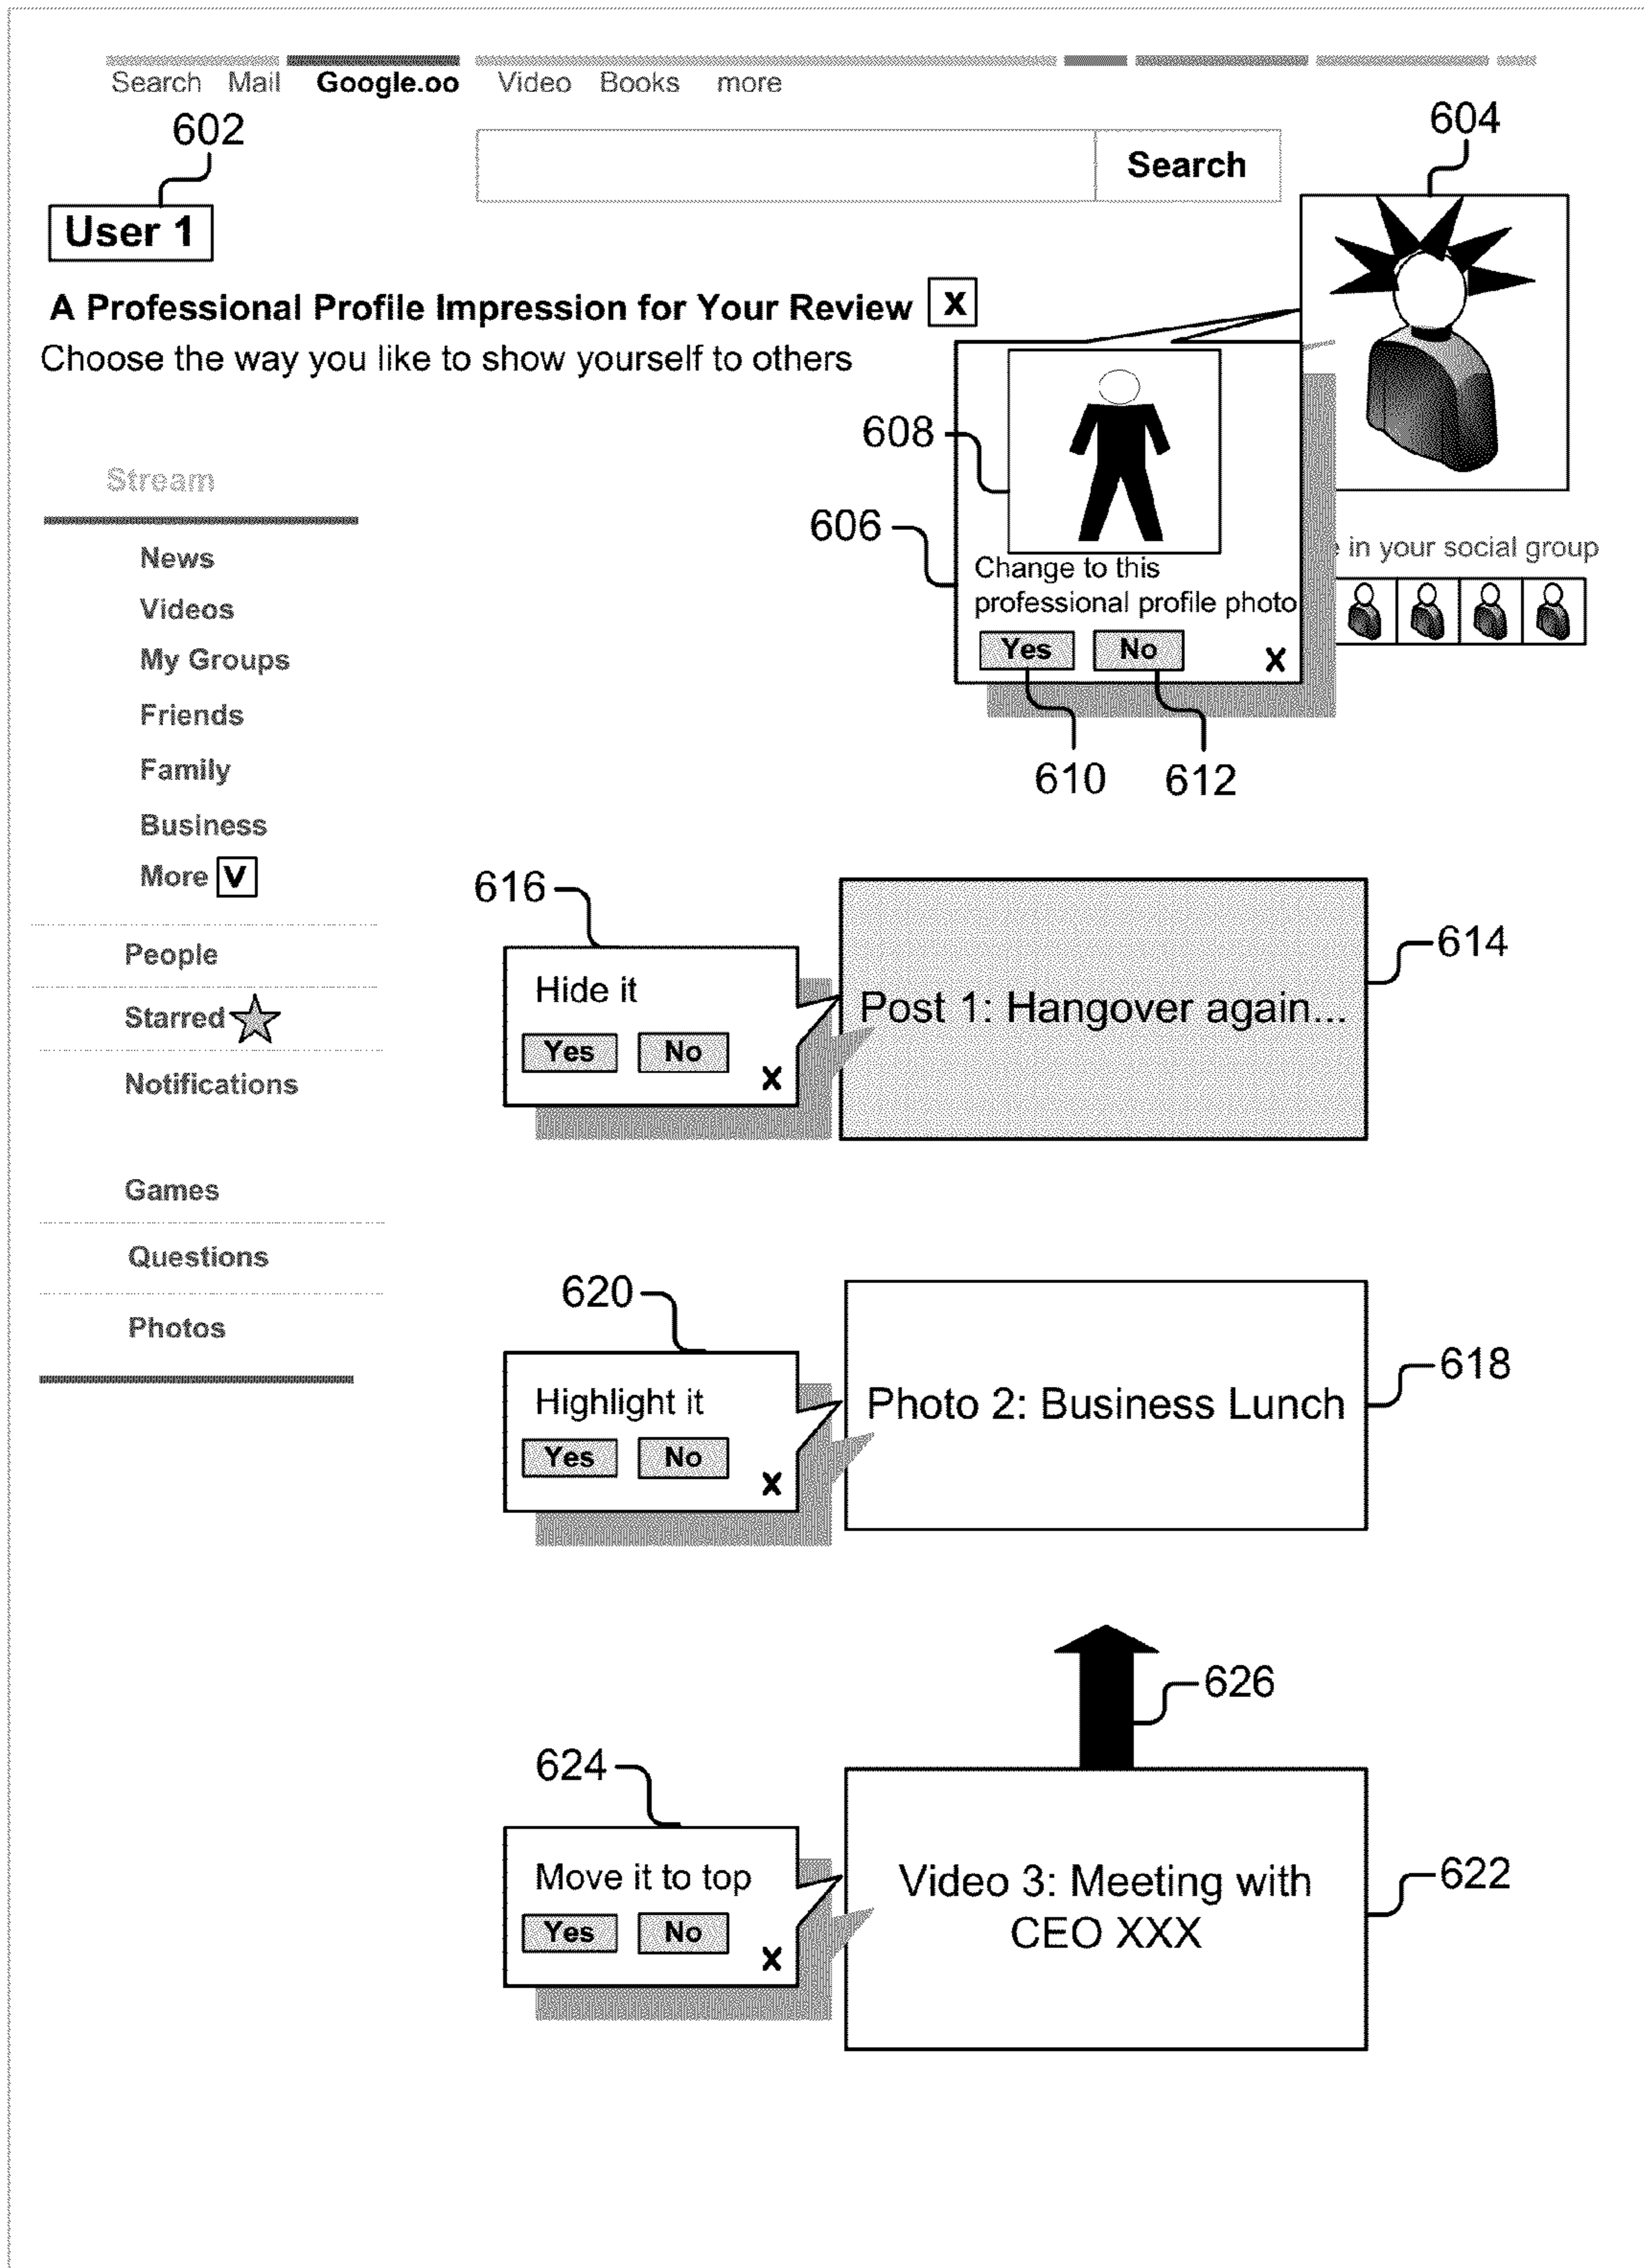 Search Mail Google.oo Video Books more
602
604
Search
User 1
A Professional Profile Impression for Your Review X
Choose the way you like to show yourself to others
608
606
Change to this
professional profile photo
Yes No X
610 612
in your social group
Stream
News
Videos
My Groups
Friends
Family
Business
More V
People
Starred
Notifications
Games
Questions
Photos
616
614
Hide it
Yes No X
Post 1: Hangover again...
620
618
Highlight it
Yes No X
Photo 2: Business Lunch
626
624
622
Move it to top
Yes No X
Video 3: Meeting with
CEO XXX